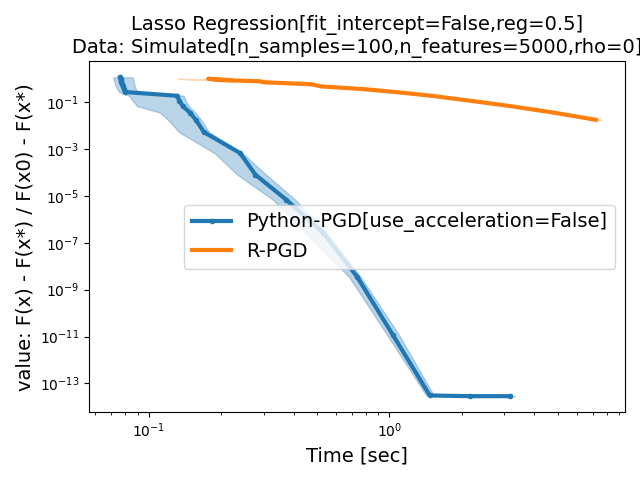 Lasso Regression[fit_intercept=False,reg=0.5]
Data: Simulated[n_samples=100,n_features=5000,rho=0]
value: F(x) - F(x*) / F(x0) - F(x*)
10⁻¹
10⁻³
10⁻⁵
10⁻⁷
10⁻⁹
10⁻¹¹
10⁻¹³
Python-PGD[use_acceleration=False]
R-PGD
10⁻¹ 10⁰
Time [sec]